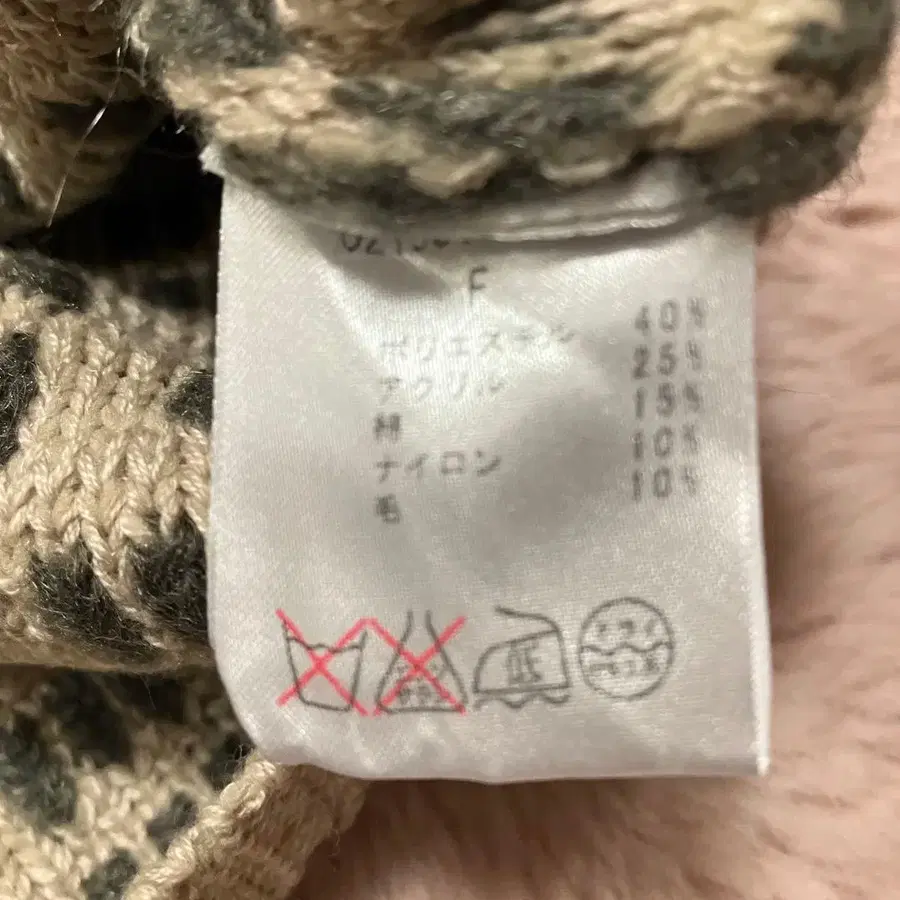 F
ポリエステル 40%
アクリル 25%
綿 15%
ナイロン 10%
毛 10%